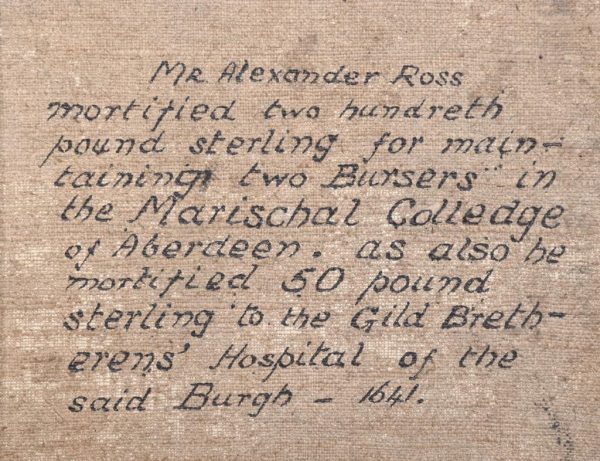 Mr Alexander Ross
mortified two hundreth
pound sterling for main-
taining two Bursers in
the Marischal Colledge
of Aberdeen. as also he
mortified 50 pound
sterling to the Gild Breth-
erens' Hospital of the
said Burgh - 1641.